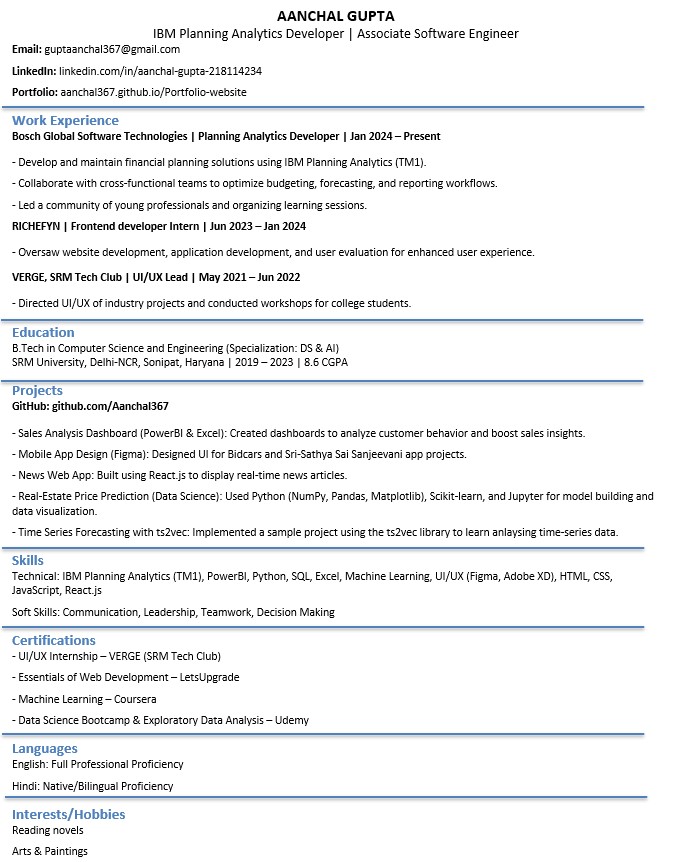 AANCHAL GUPTA
IBM Planning Analytics Developer | Associate Software Engineer
Email: guptaanchal367@gmail.com
LinkedIn: linkedin.com/in/aanchal-gupta-218114234
Portfolio: aanchal367.github.io/Portfolio-website
Work Experience
Bosch Global Software Technologies | Planning Analytics Developer | Jan 2024 – Present
- Develop and maintain financial planning solutions using IBM Planning Analytics (TM1).
- Collaborate with cross-functional teams to optimize budgeting, forecasting, and reporting workflows.
- Led a community of young professionals and organizing learning sessions.
RICHEFYN | Frontend developer Intern | Jun 2023 – Jan 2024
- Oversaw website development, application development, and user evaluation for enhanced user experience.
VERGE, SRM Tech Club | UI/UX Lead | May 2021 – Jun 2022
- Directed UI/UX of industry projects and conducted workshops for college students.
Education
B.Tech in Computer Science and Engineering (Specialization: DS & AI)
SRM University, Delhi-NCR, Sonipat, Haryana | 2019 – 2023 | 8.6 CGPA
Projects
GitHub: github.com/Aanchal367
- Sales Analysis Dashboard (PowerBI & Excel): Created dashboards to analyze customer behavior and boost sales insights.
- Mobile App Design (Figma): Designed UI for Bidcars and Sri-Sathya Sai Sanjeevani app projects.
- News Web App: Built using React.js to display real-time news articles.
- Real-Estate Price Prediction (Data Science): Used Python (NumPy, Pandas, Matplotlib), Scikit-learn, and Jupyter for model building and
data visualization.
- Time Series Forecasting with ts2vec: Implemented a sample project using the ts2vec library to learn anlaysing time-series data.
Skills
Technical: IBM Planning Analytics (TM1), PowerBI, Python, SQL, Excel, Machine Learning, UI/UX (Figma, Adobe XD), HTML, CSS,
JavaScript, React.js
Soft Skills: Communication, Leadership, Teamwork, Decision Making
Certifications
- UI/UX Internship – VERGE (SRM Tech Club)
- Essentials of Web Development – LetsUpgrade
- Machine Learning – Coursera
- Data Science Bootcamp & Exploratory Data Analysis – Udemy
Languages
English: Full Professional Proficiency
Hindi: Native/Bilingual Proficiency
Interests/Hobbies
Reading novels
Arts & Paintings